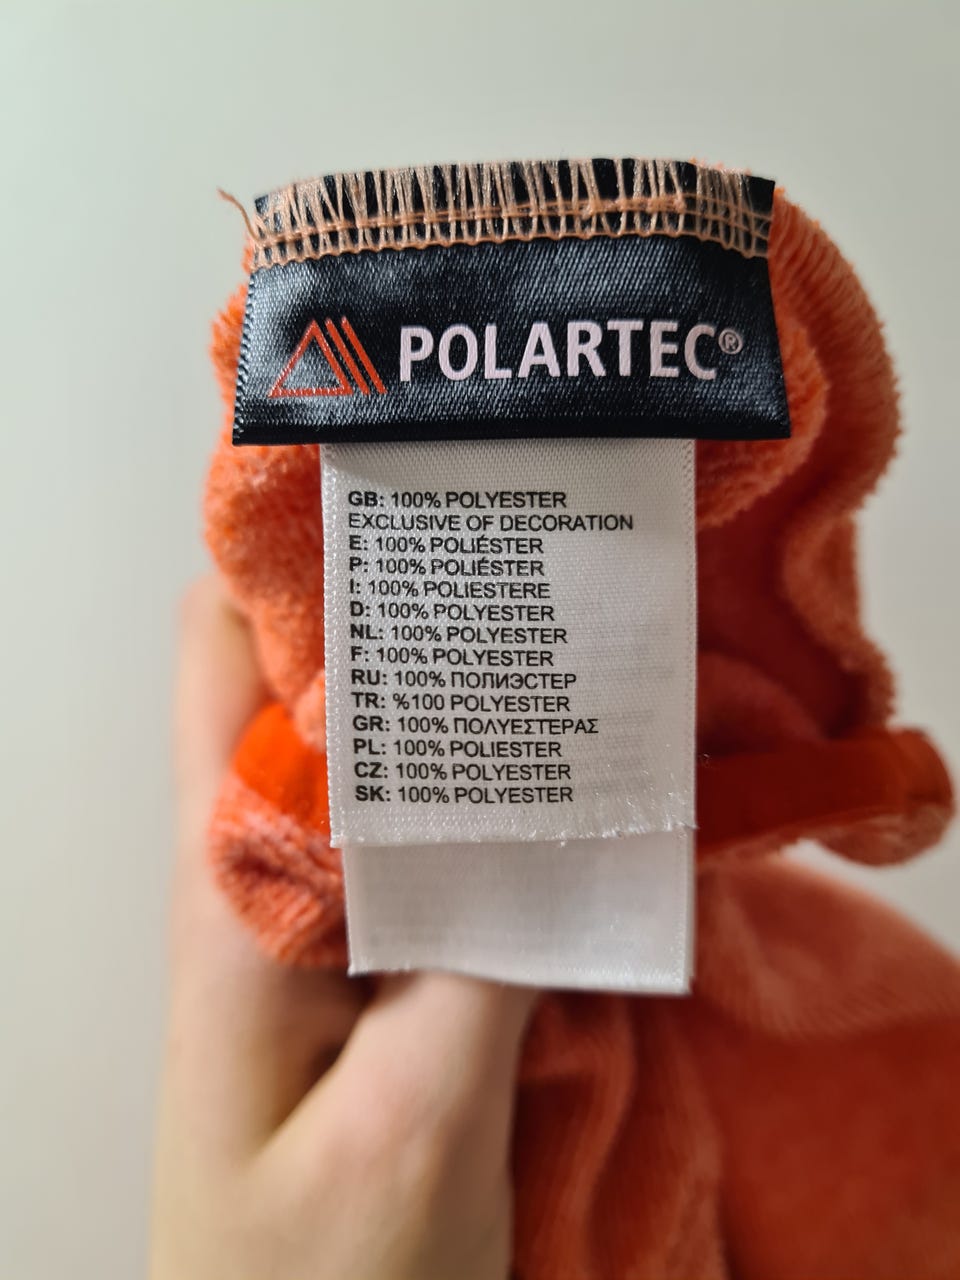 POLARTEC®
GB: 100% POLYESTER
EXCLUSIVE OF DECORATION
E: 100% POLIÉSTER
P: 100% POLIÉSTER
I: 100% POLIESTERE
D: 100% POLYESTER
NL: 100% POLYESTER
F: 100% POLYESTER
RU: 100% ПОЛИЭСТЕР
TR: %100 POLYESTER
GR: 100% ΠΟΛΥΕΣΤΕΡΑΣ
PL: 100% POLIESTER
CZ: 100% POLYESTER
SK: 100% POLYESTER